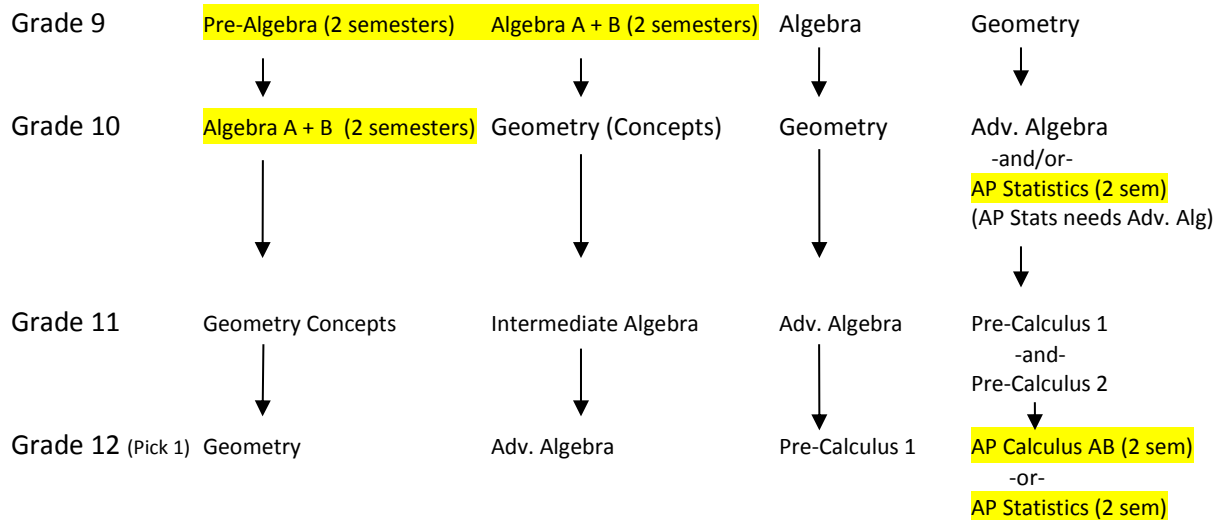 Grade 9 Pre-Algebra (2 semesters) Algebra A + B (2 semesters) Algebra Geometry
Grade 10 Algebra A + B (2 semesters) Geometry (Concepts) Geometry Adv. Algebra
-and/or-
AP Statistics (2 sem)
(AP Stats needs Adv. Alg)
Grade 11 Geometry Concepts Intermediate Algebra Adv. Algebra Pre-Calculus 1
-and-
Pre-Calculus 2
Grade 12 (Pick 1) Geometry Adv. Algebra Pre-Calculus 1 AP Calculus AB (2 sem)
-or-
AP Statistics (2 sem)